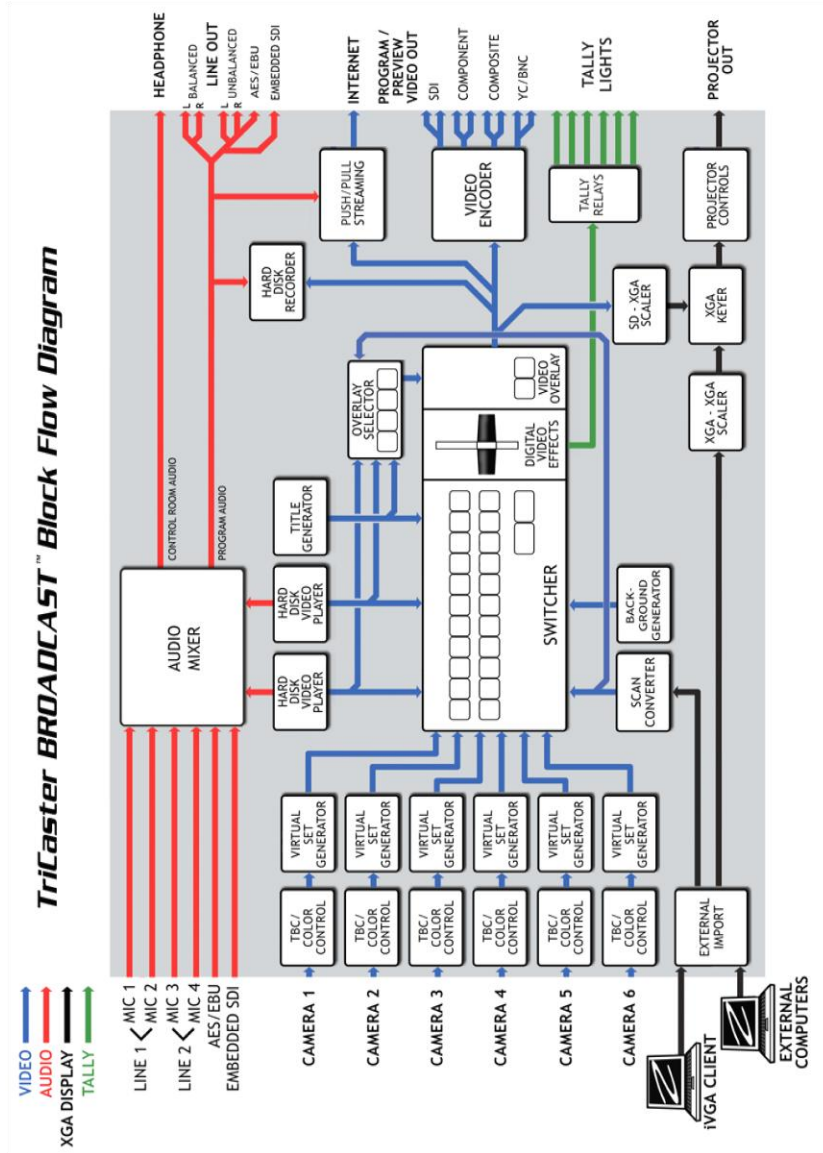 TriCaster BROADCAST™ Block Flow Diagram
VIDEO
AUDIO
XGA DISPLAY
TALLY
LINE 1
MIC 1
MIC 2
LINE 2
MIC 3
MIC 4
AES/EBU
EMBEDDED SDI
AUDIO
MIXER
CONTROL ROOM AUDIO
PROGRAM AUDIO
HEADPHONE
L
R
BALANCED
LINE OUT
L
R
UNBALANCED
AES/EBU
EMBEDDED SDI
HARD
DISK
VIDEO
PLAYER
HARD
DISK
VIDEO
PLAYER
TITLE
GENERATOR
OVERLAY
SELECTOR
HARD
DISK
RECORDER
PUSH/PULL
STREAMING
INTERNET
PROGRAM /
PREVIEW
VIDEO OUT
SDI
COMPONENT
COMPOSITE
YC/BNC
VIDEO
ENCODER
CAMERA 1
TBC/
COLOR
CONTROL
VIRTUAL
SET
GENERATOR
CAMERA 2
TBC/
COLOR
CONTROL
VIRTUAL
SET
GENERATOR
CAMERA 3
TBC/
COLOR
CONTROL
VIRTUAL
SET
GENERATOR
CAMERA 4
TBC/
COLOR
CONTROL
VIRTUAL
SET
GENERATOR
CAMERA 5
TBC/
COLOR
CONTROL
VIRTUAL
SET
GENERATOR
CAMERA 6
TBC/
COLOR
CONTROL
VIRTUAL
SET
GENERATOR
SWITCHER
DIGITAL
VIDEO
EFFECTS
VIDEO
OVERLAY
TALLY
RELAYS
TALLY
LIGHTS
SCAN
CONVERTER
BACK-
GROUND
GENERATOR
SD - XGA
SCALER
XGA - XGA
SCALER
XGA
KEYER
PROJECTOR
CONTROLS
PROJECTOR
OUT
EXTERNAL
IMPORT
iVGA CLIENT
EXTERNAL
COMPUTERS